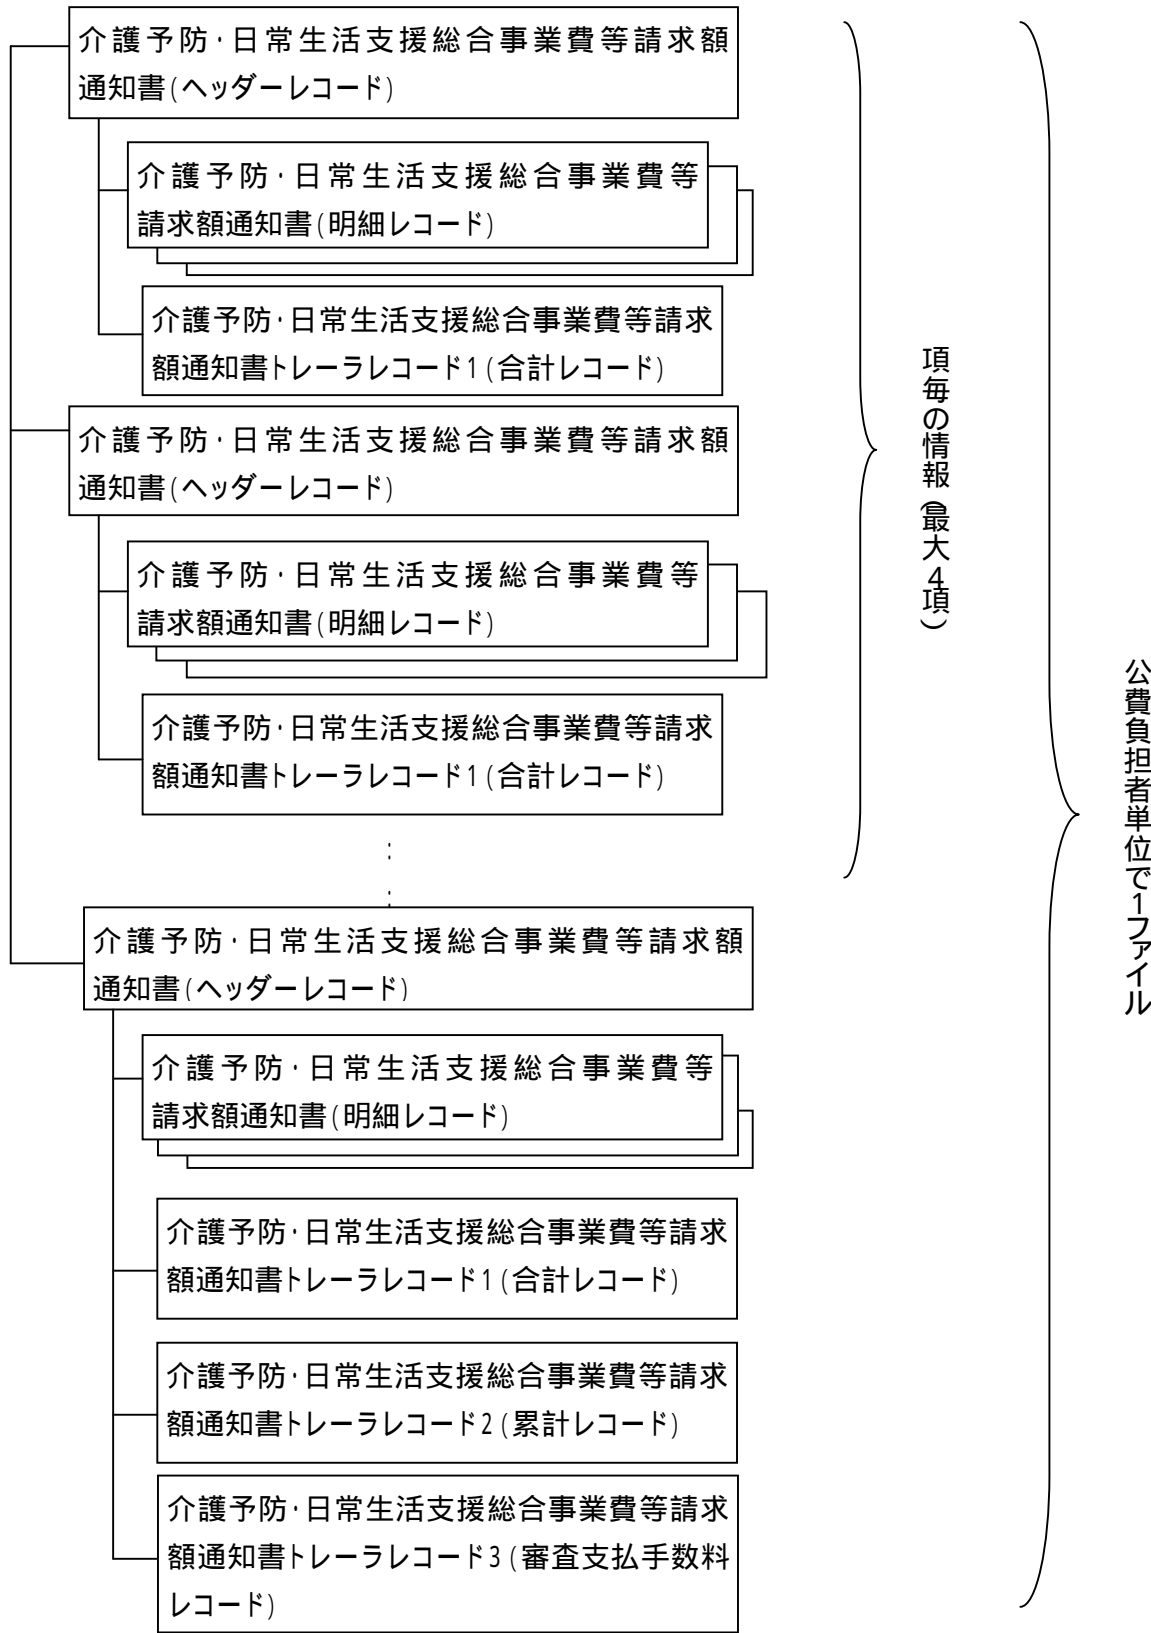 介護予防・日常生活支援総合事業費等請求額
通知書(ヘッダーレコード)
介護予防・日常生活支援総合事業費等
請求額通知書(明細レコード)
介護予防・日常生活支援総合事業費等請求
額通知書トレーラレコード1(合計レコード)
介護予防・日常生活支援総合事業費等請求額
通知書(ヘッダーレコード)
介護予防・日常生活支援総合事業費等
請求額通知書(明細レコード)
介護予防・日常生活支援総合事業費等請求
額通知書トレーラレコード1(合計レコード)
介護予防・日常生活支援総合事業費等請求額
通知書(ヘッダーレコード)
介護予防・日常生活支援総合事業費等
請求額通知書(明細レコード)
介護予防・日常生活支援総合事業費等請求
額通知書トレーラレコード1(合計レコード)
介護予防・日常生活支援総合事業費等請求
額通知書トレーラレコード2(累計レコード)
介護予防・日常生活支援総合事業費等請求
額通知書トレーラレコード3(審査支払手数料
レコード)
項毎の情報(最大4項)
公費負担者単位で1ファイル